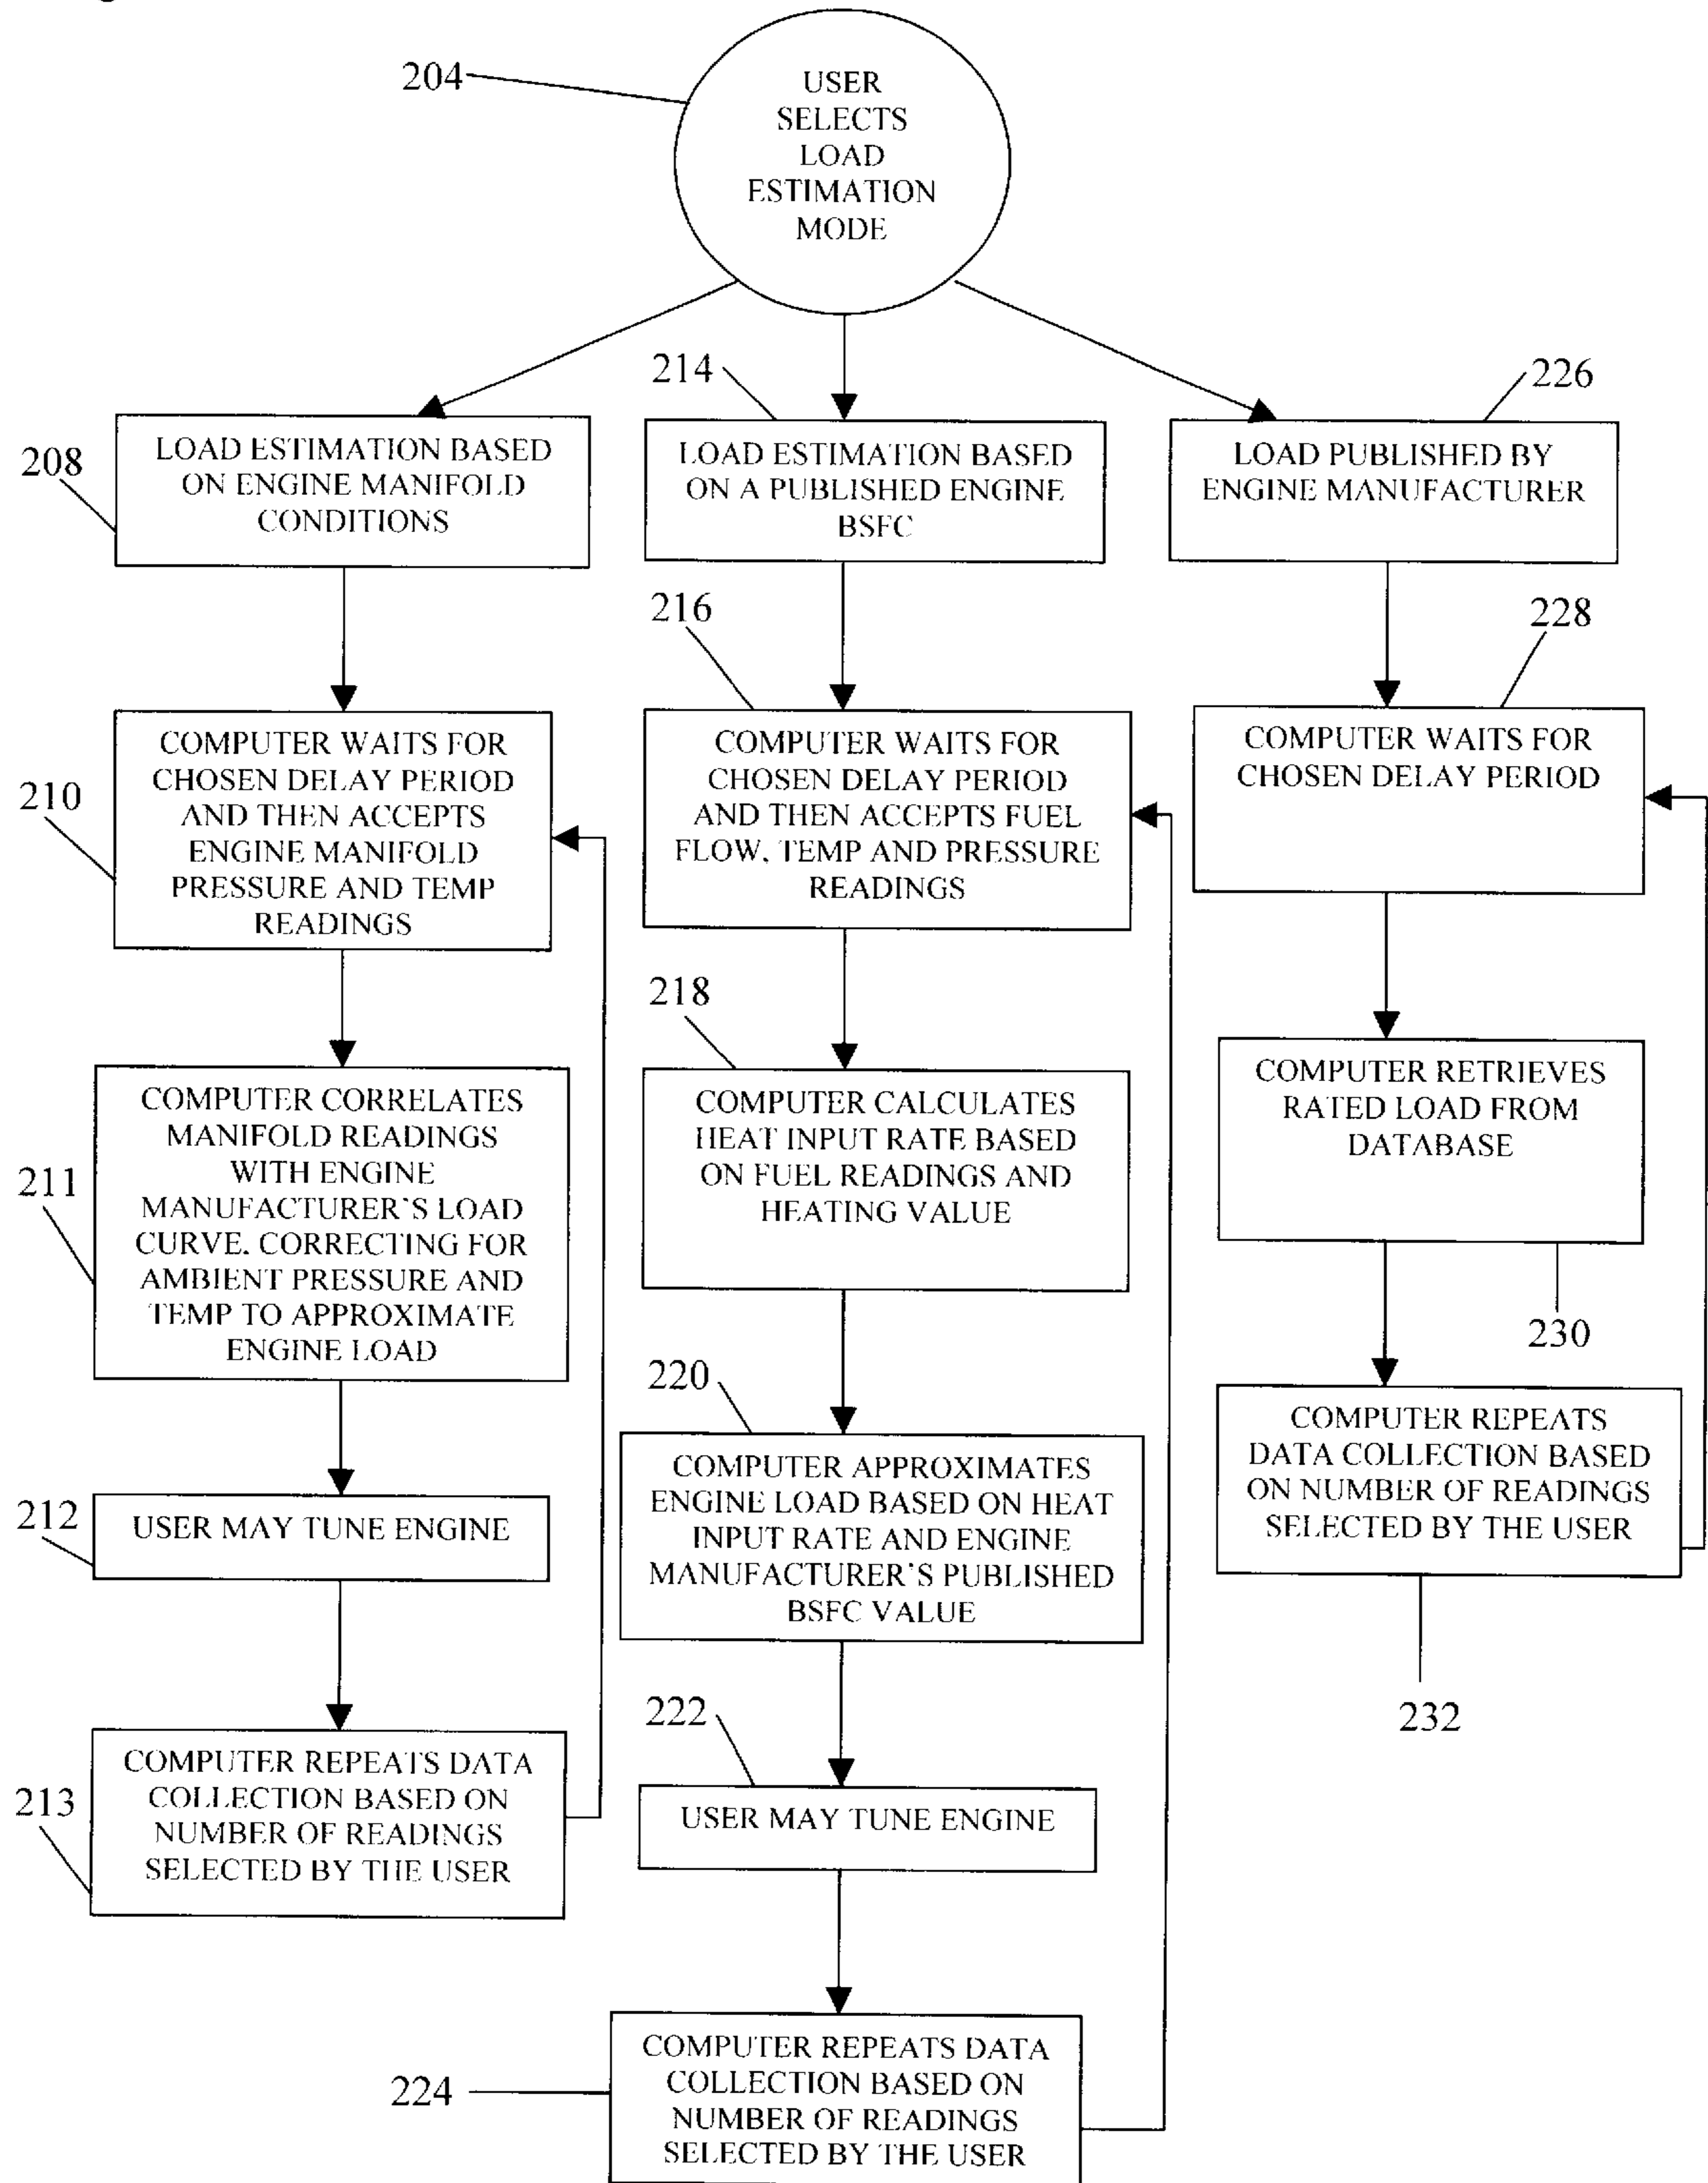 204
USER
SELECTS
LOAD
ESTIMATION
MODE
208
LOAD ESTIMATION BASED
ON ENGINE MANIFOLD
CONDITIONS
214
LOAD ESTIMATION BASED
ON A PUBLISHED ENGINE
BSFC
226
LOAD PUBLISHED BY
ENGINE MANUFACTURER
210
COMPUTER WAITS FOR
CHOSEN DELAY PERIOD
AND THEN ACCEPTS
ENGINE MANIFOLD
PRESSURE AND TEMP
READINGS
216
COMPUTER WAITS FOR
CHOSEN DELAY PERIOD
AND THEN ACCEPTS FUEL
FLOW, TEMP AND PRESSURE
READINGS
228
COMPUTER WAITS FOR
CHOSEN DELAY PERIOD
211
COMPUTER CORRELATES
MANIFOLD READINGS
WITH ENGINE
MANUFACTURER'S LOAD
CURVE, CORRECTING FOR
AMBIENT PRESSURE AND
TEMP TO APPROXIMATE
ENGINE LOAD
218
COMPUTER CALCULATES
HEAT INPUT RATE BASED
ON FUEL READINGS AND
HEATING VALUE
COMPUTER RETRIEVES
RATED LOAD FROM
DATABASE
230
212
USER MAY TUNE ENGINE
220
COMPUTER APPROXIMATES
ENGINE LOAD BASED ON HEAT
INPUT RATE AND ENGINE
MANUFACTURER'S PUBLISHED
BSFC VALUE
COMPUTER REPEATS
DATA COLLECTION BASED
ON NUMBER OF READINGS
SELECTED BY THE USER
232
213
COMPUTER REPEATS DATA
COLLECTION BASED ON
NUMBER OF READINGS
SELECTED BY THE USER
222
USER MAY TUNE ENGINE
224
COMPUTER REPEATS DATA
COLLECTION BASED ON
NUMBER OF READINGS
SELECTED BY THE USER